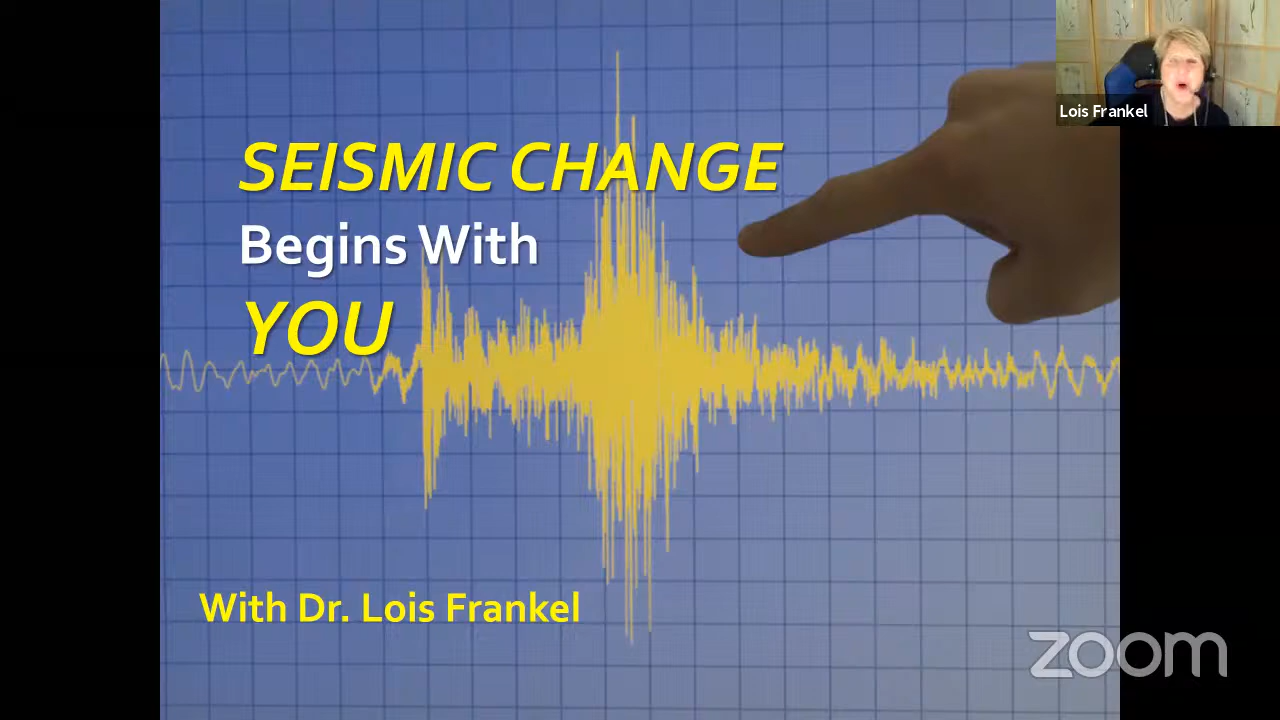 SEISMIC CHANGE
Begins With
YOU
With Dr. Lois Frankel
Lois Frankel
zoom